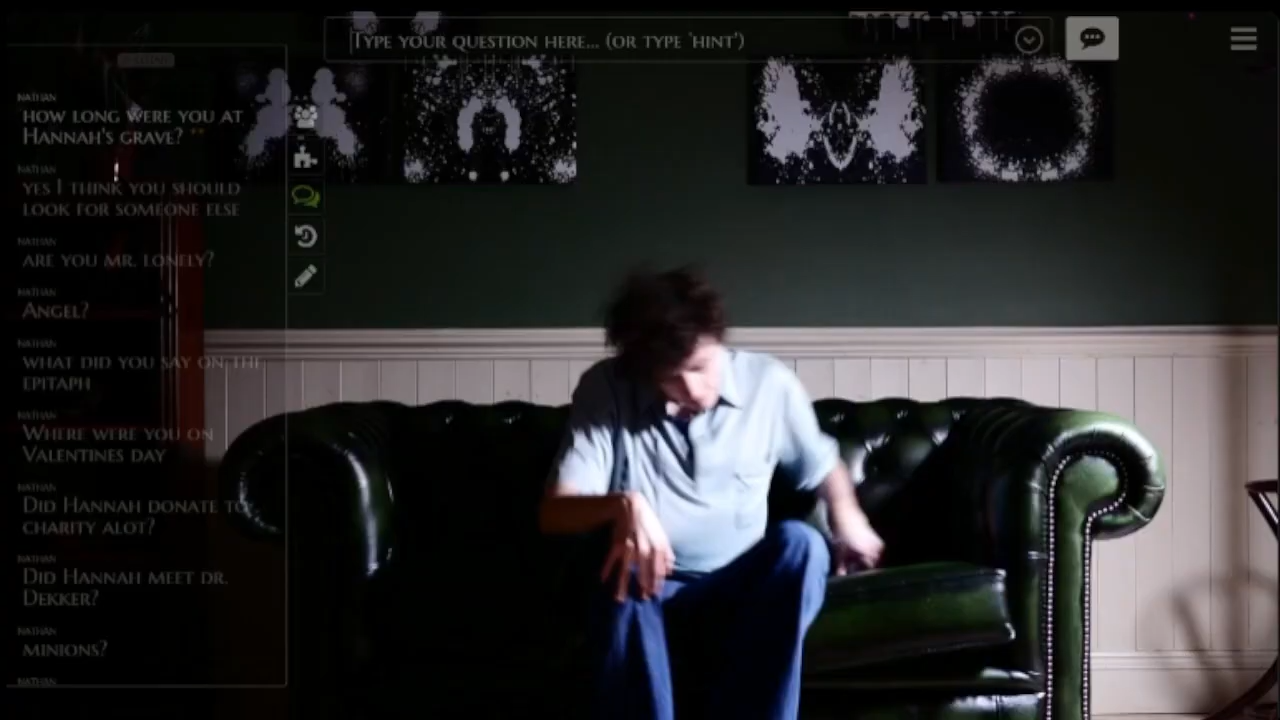 Type your question here... (or type 'hint')
Nathan
how long were you at
Hannah's grave? **
Nathan
yes I think you should
look for someone else
Nathan
are you mr. lonely?
Nathan
Angel?
Nathan
what did you say on the
epitaph
Nathan
Where were you on
Valentines day
Nathan
Did Hannah donate to
charity alot?
Nathan
Did Hannah meet Dr.
Dekker?
Nathan
minions?
Nathan